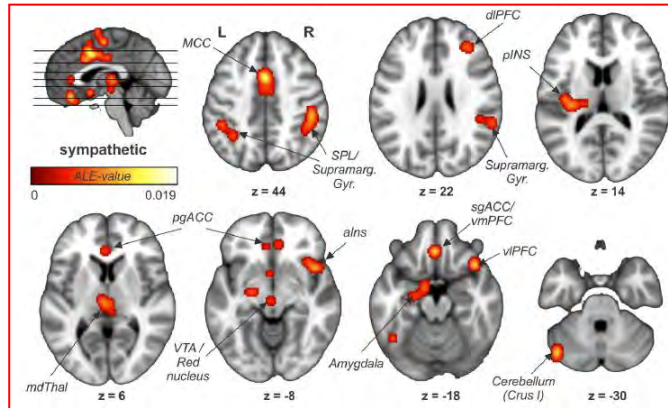 L
R
MCC
SPL/
Supramarg.
Gyr.
z = 44
dlPFC
Supramarg.
Gyr.
z = 22
pINS
z = 14
sympathetic
ALE-value
0
0.019
pgACC
mdThal
z = 6
aIns
VTA /
Red
nucleus
z = -8
sgACC/
vmPFC
vlPFC
Amygdala
z = -18
Cerebellum
(Crus I)
z = -30